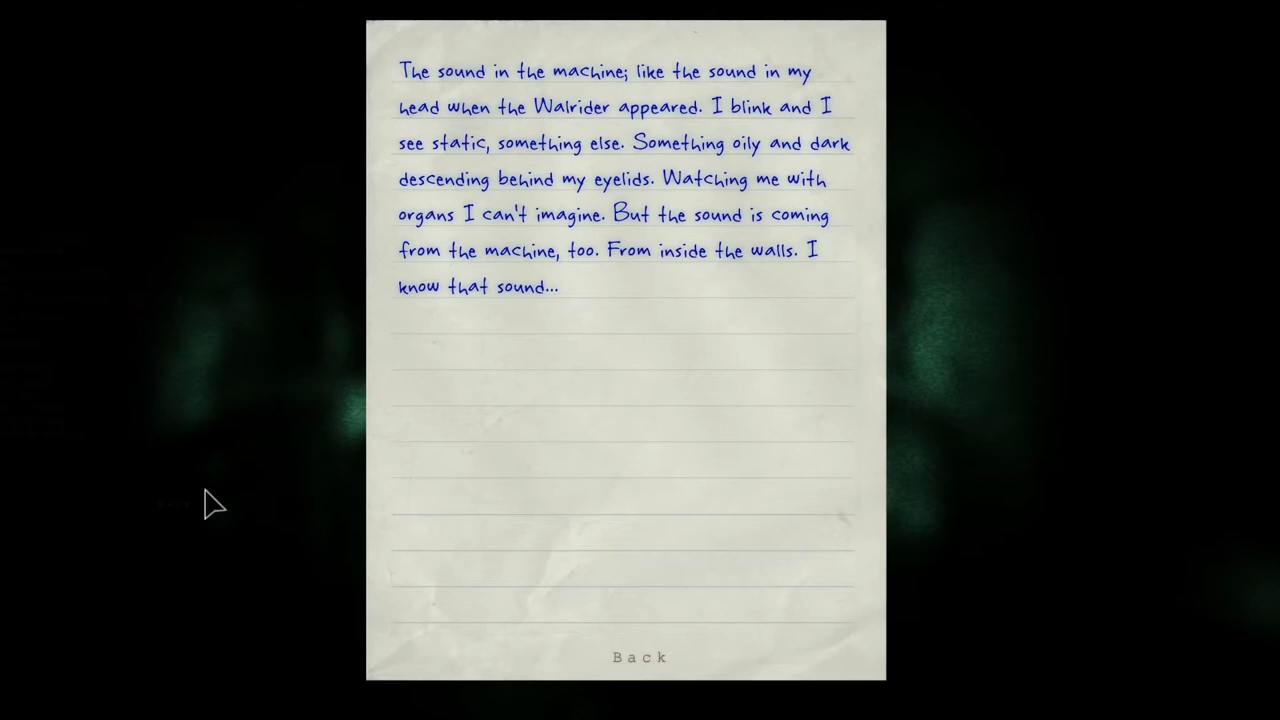 The sound in the machine; like the sound in my
head when the Walrider appeared. I blink and I
see static, something else. Something oily and dark
descending behind my eyelids. Watching me with
organs I can't imagine. But the sound is coming
from the machine, too. From inside the walls. I
know that sound...
Back